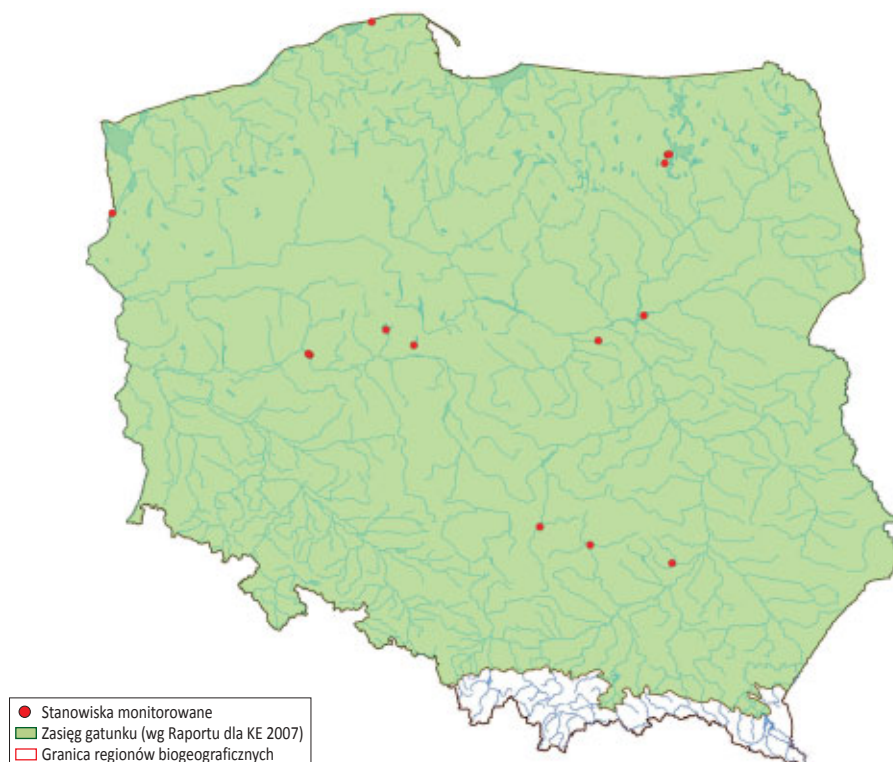 Stanowiska monitorowane
Zasięg gatunku (wg Raportu dla KE 2007)
Granica regionów biogeograficznych